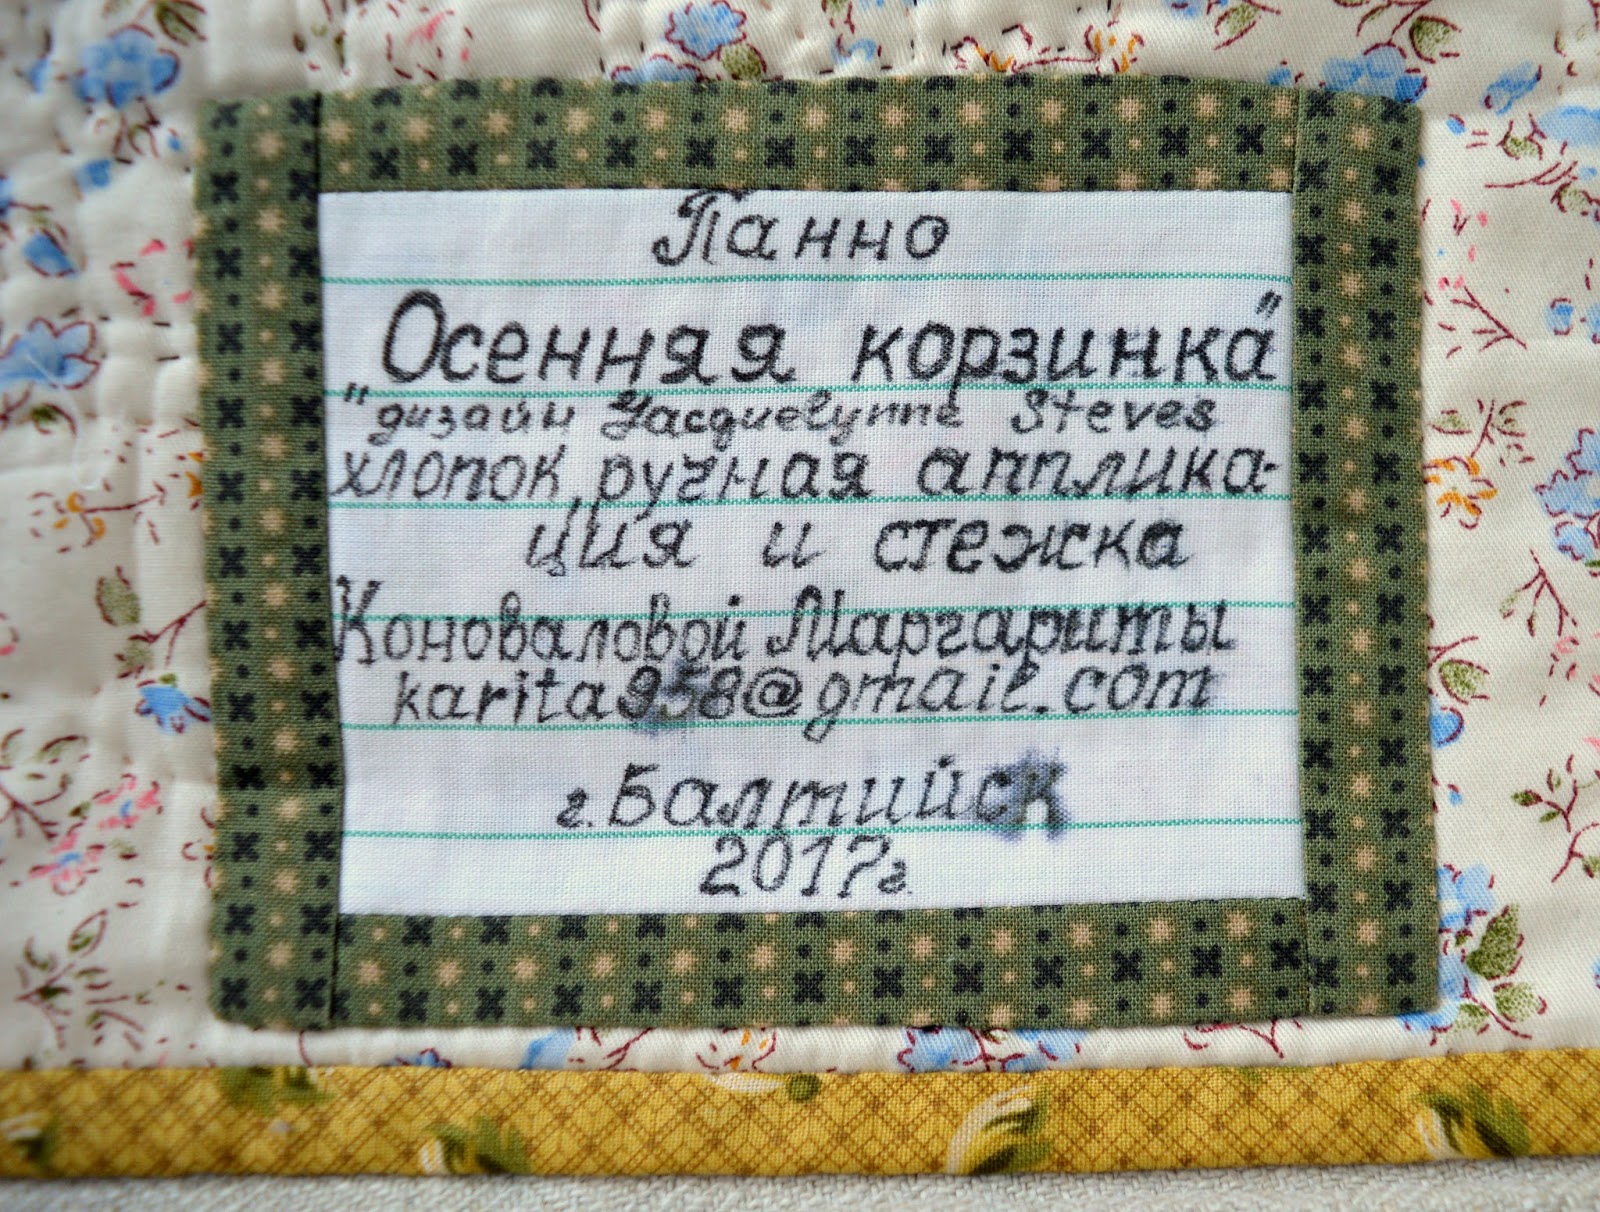 Панно
Осенняя корзинка"
"дизайн Jacquelynne Steves
хлопок, ручная апплика-
ция и стежка
Коноваловой Маргариты
karita958@gmail.com
г. Балтийск
2017г.